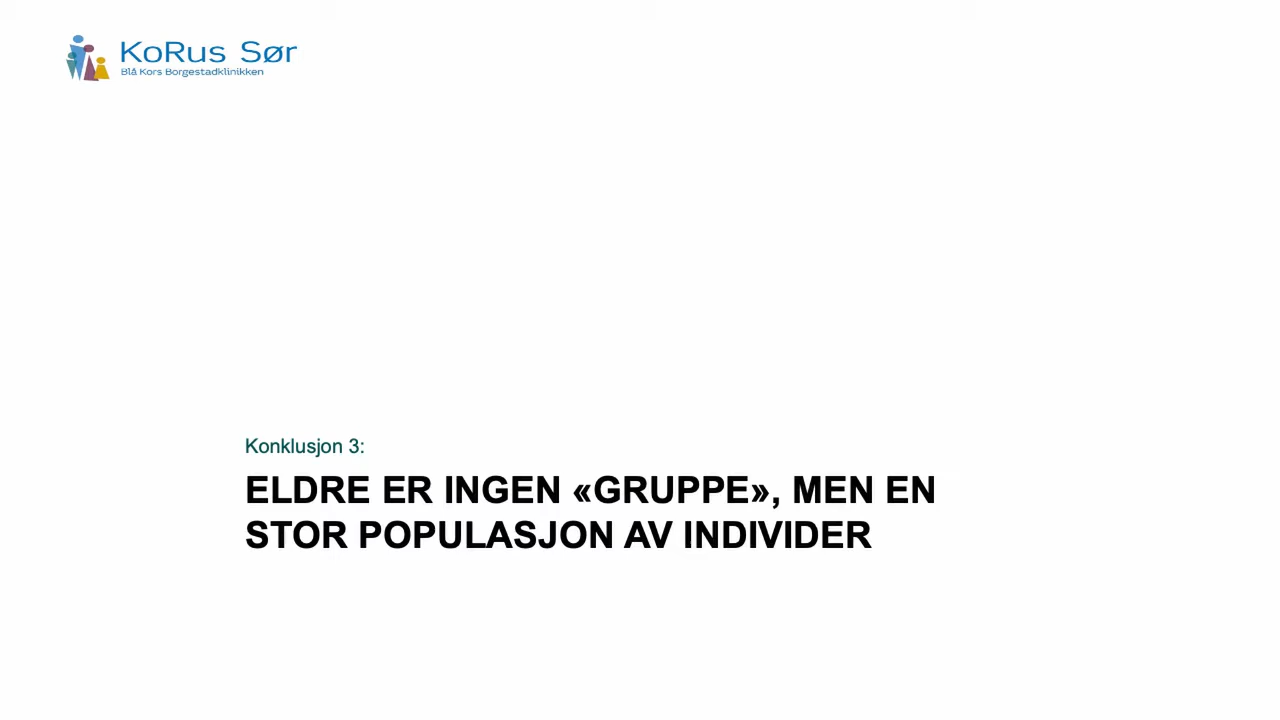 KoRus Sør
Blå Kors Borgestadklinikken
Konklusjon 3:
ELDRE ER INGEN «GRUPPE», MEN EN
STOR POPULASJON AV INDIVIDER